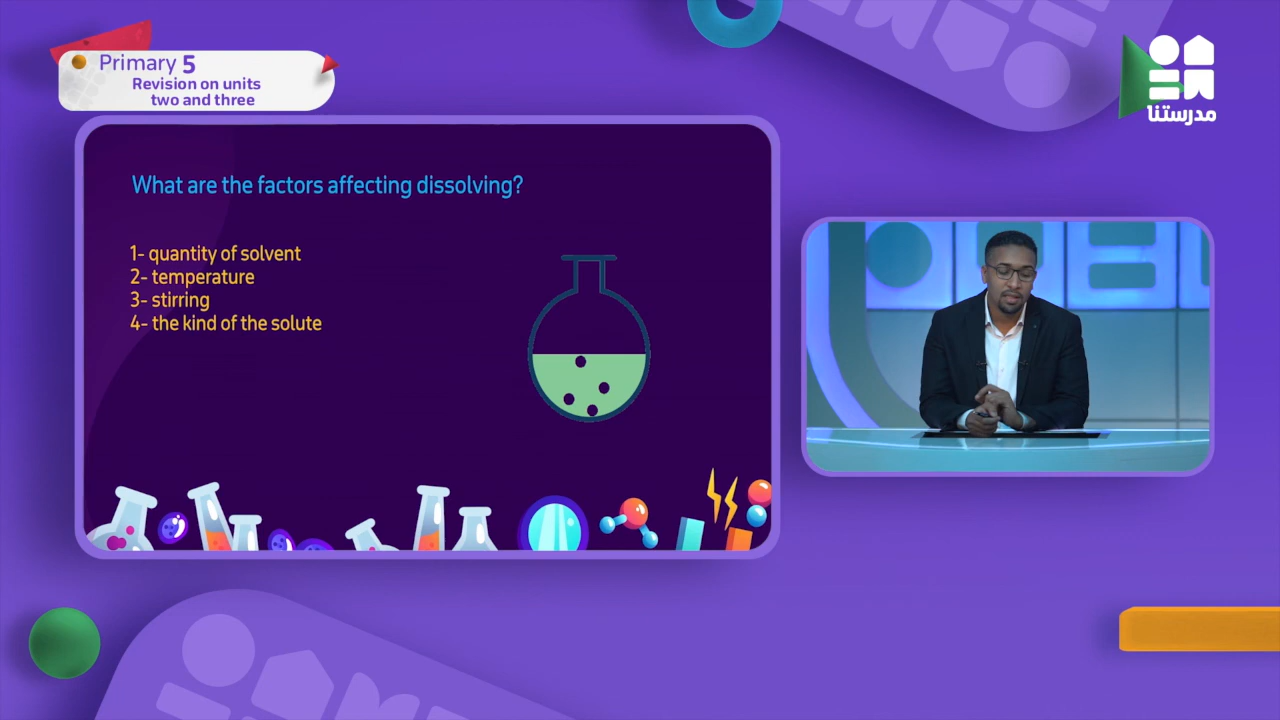 Primary 5
Revision on units
two and three
مدرستنا
What are the factors affecting dissolving?
1- quantity of solvent
2- temperature
3- stirring
4- the kind of the solute